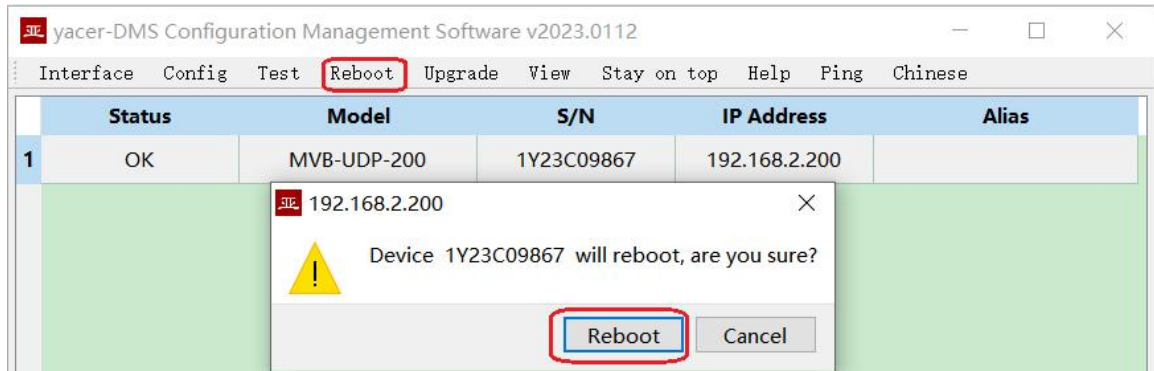 亚 yacer-DMS Configuration Management Software v2023.0112
Interface Config Test Reboot Upgrade View Stay on top Help Ping Chinese
Status Model S/N IP Address Alias
1 OK MVB-UDP-200 1Y23C09867 192.168.2.200
亚 192.168.2.200
Device 1Y23C09867 will reboot, are you sure?
Reboot Cancel